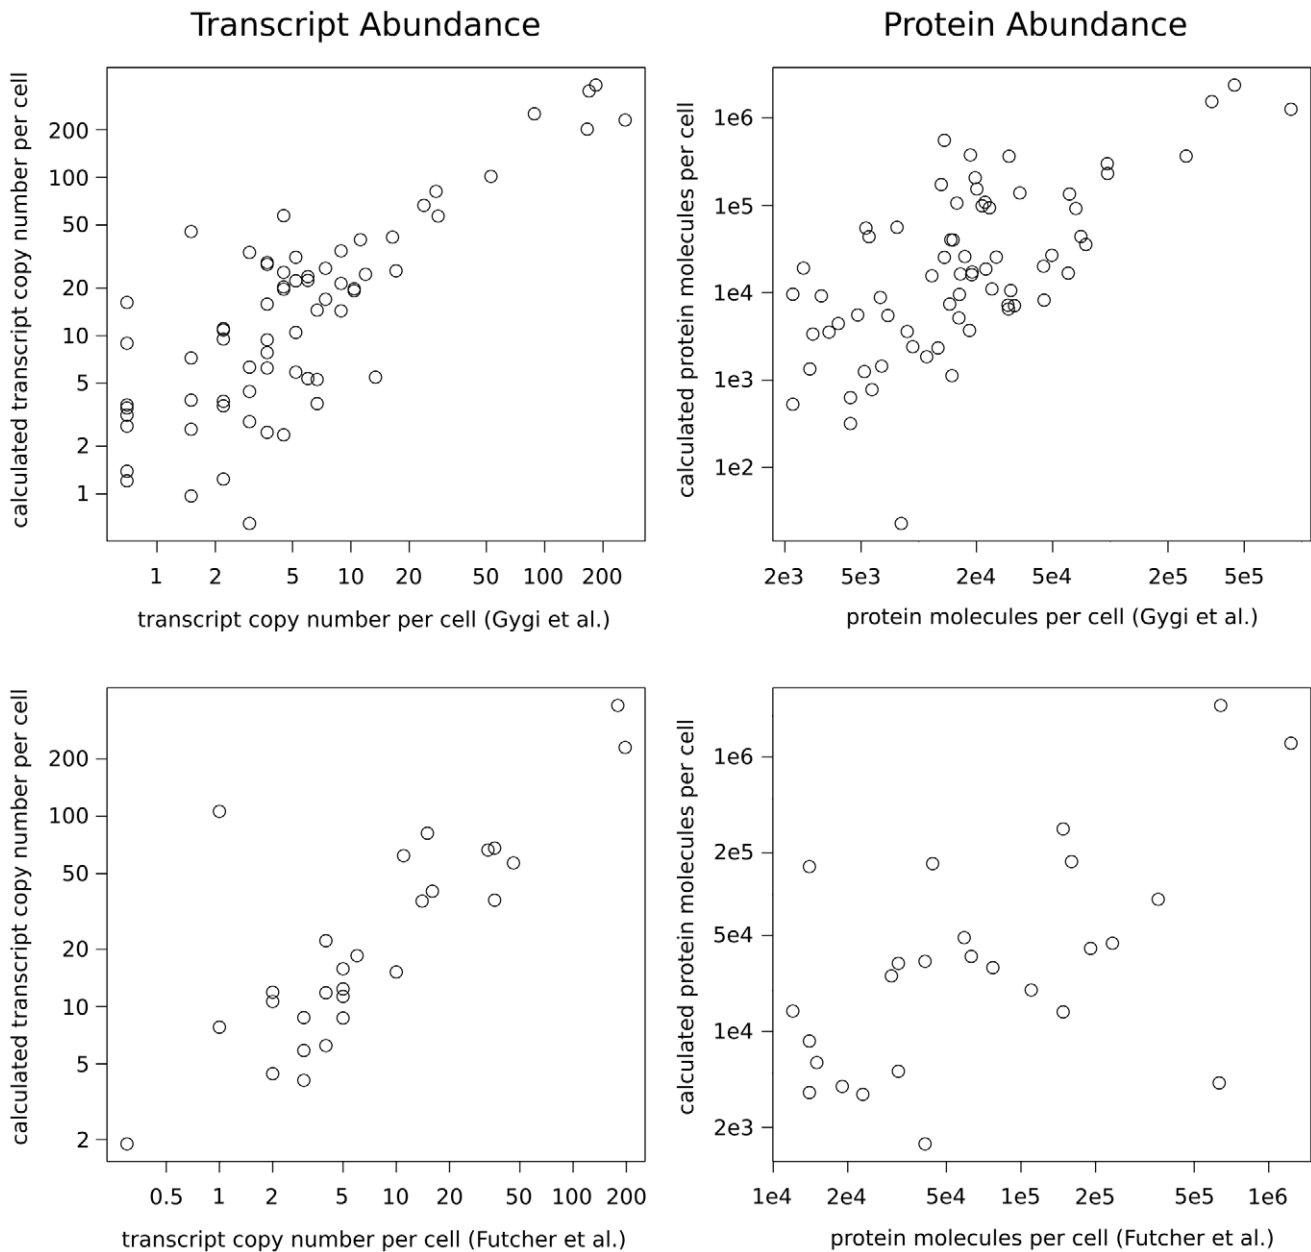 Transcript Abundance
Protein Abundance
calculated transcript copy number per cell
200
100
50
20
10
5
2
1
1 2 5 10 20 50 100 200
transcript copy number per cell (Gygi et al.)
calculated protein molecules per cell
1e6
1e5
1e4
1e3
1e2
2e3 5e3 2e4 5e4 2e5 5e5
protein molecules per cell (Gygi et al.)
calculated transcript copy number per cell
200
100
50
20
10
5
2
0.5 1 2 5 10 20 50 100 200
transcript copy number per cell (Futcher et al.)
calculated protein molecules per cell
1e6
2e5
5e4
1e4
2e3
1e4 2e4 5e4 1e5 2e5 5e5 1e6
protein molecules per cell (Futcher et al.)